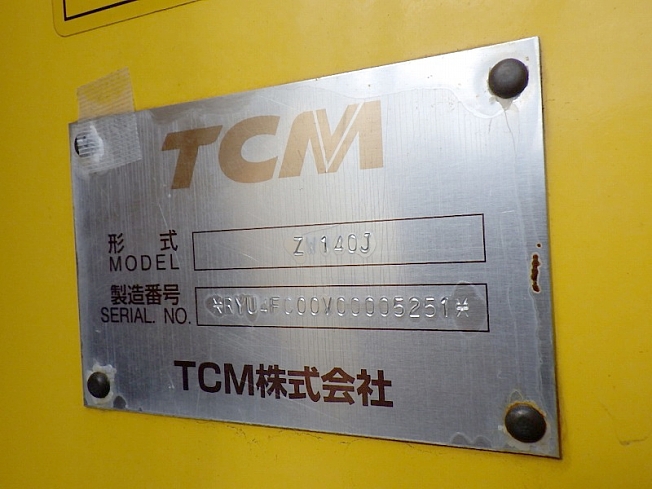 TCM
形式 ZW140J
MODEL
製造番号 *RYU4FC00V00005251*
SERIAL. NO.
TCM株式会社